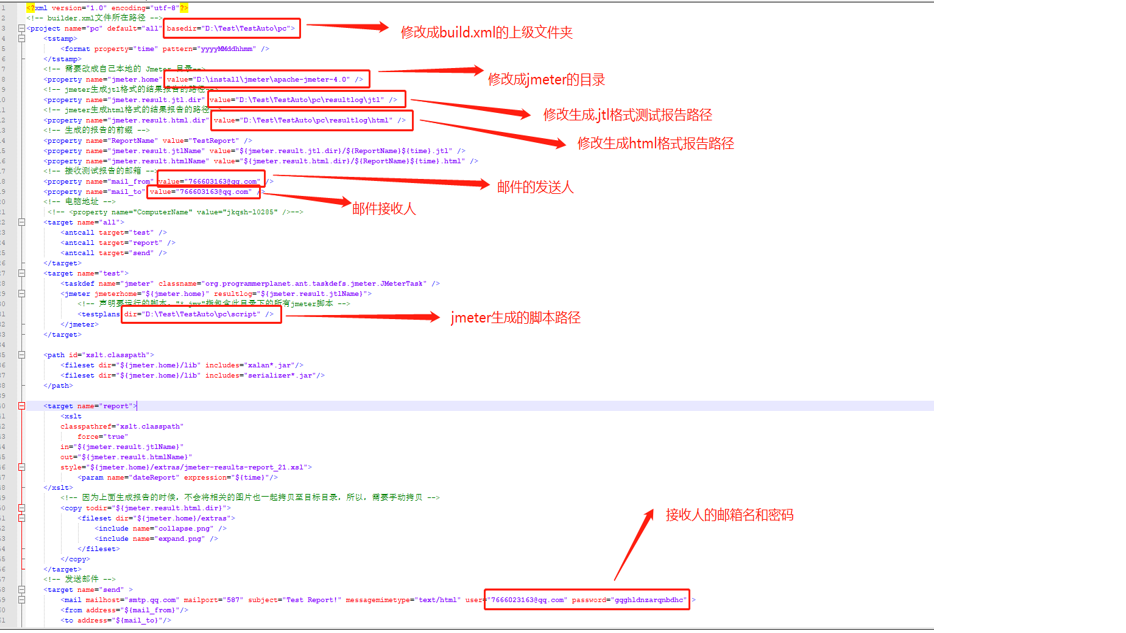 <?xml version="1.0" encoding="utf-8"?>
<!-- builder.xml文件所在路径 -->
<project name="pc" default="all" basedir="D:\Test\TestAuto\pc">
修改成build.xml的上级文件夹
<tstamp>
<format property="time" pattern="yyyyMMddhhmm" />
</tstamp>
<!-- 需要改成自己本地的 Jmeter 目录-->
<property name="jmeter.home" value="D:\install\jmeter\apache-jmeter-4.0" />
修改成jmeter的目录
<!-- jmeter生成jtl格式的结果报告的路径-->
<property name="jmeter.result.jtl.dir" value="D:\Test\TestAuto\pc\resultlog\jtl" />
修改生成.jtl格式测试报告路径
<!-- jmeter生成html格式的结果报告的路径
<property name="jmeter.result.html.dir" value="D:\Test\TestAuto\pc\resultlog\html" />
修改生成html格式报告路径
<!-- 生成的报告的前缀 -->
<property name="ReportName" value="TestReport" />
<property name="jmeter.result.jtlName" value="${jmeter.result.jtl.dir}/${ReportName}${time}.jtl" />
<property name="jmeter.result.htmlName" value="${jmeter.result.html.dir}/${ReportName}${time}.html" />
<!-- 接收测试报告的邮箱 -->
<property name="mail_from" value="766603163@qq.com" />
邮件的发送人
<property name="mail_to" value="766603163@qq.com" />
邮件接收人
<!-- 电脑地址 -->
<!-- <property name="ComputerName" value="jkqsh-10205" />-->
<target name="all">
<antcall target="test" />
<antcall target="report" />
<antcall target="send" />
</target>
<target name="test">
<taskdef name="jmeter" classname="org.programmerplanet.ant.taskdefs.jmeter.JMeterTask" />
<jmeter jmeterhome="${jmeter.home}" resultlog="${jmeter.result.jtlName}">
<!-- 声明要运行的脚本。"*.jmx"指包含此目录下的所有jmeter脚本 -->
<testplans dir="D:\Test\TestAuto\pc\script" />
jmeter生成的脚本路径
</jmeter>
</target>
<path id="xslt.classpath">
<fileset dir="${jmeter.home}/lib" includes="xalan*.jar"/>
<fileset dir="${jmeter.home}/lib" includes="serializer*.jar"/>
</path>
<target name="report">
<xslt
classpathref="xslt.classpath"
force="true"
in="${jmeter.result.jtlName}"
out="${jmeter.result.htmlName}"
style="${jmeter.home}/extras/jmeter-results-report_21.xsl">
<param name="dateReport" expression="${time}"/>
</xslt>
<!-- 因为上面生成报告的时候，不会将相关的图片也一起拷贝至目标目录，所以，需要手动拷贝 -->
<copy todir="${jmeter.result.html.dir}">
<fileset dir="${jmeter.home}/extras">
<include name="collapse.png" />
<include name="expand.png" />
</fileset>
</copy>
</target>
接收人的邮箱名和密码
<!-- 发送邮件 -->
<target name="send" >
<mail mailhost="smtp.qq.com" mailport="587" subject="Test Report!" messagemimetype="text/html" user="7666023163@qq.com" password="gqghldnzarqnbdhc" >
<from address="${mail_from}"/>
<to address="${mail_to}"/>